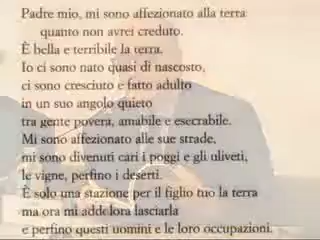 Padre mio, mi sono affezionato alla terra
quanto non avrei creduto.
È bella e terribile la terra.
Io ci sono nato quasi di nascosto,
ci sono cresciuto e fatto adulto
in un suo angolo quieto
tra gente povera, amabile e esecrabile.
Mi sono affezionato alle sue strade,
mi sono divenuti cari i poggi e gli uliveti,
le vigne, perfino i deserti.
È solo una stazione per il figlio tuo la terra
ma ora mi addolora lasciarla
e perfino questi uomini e le loro occupazioni.